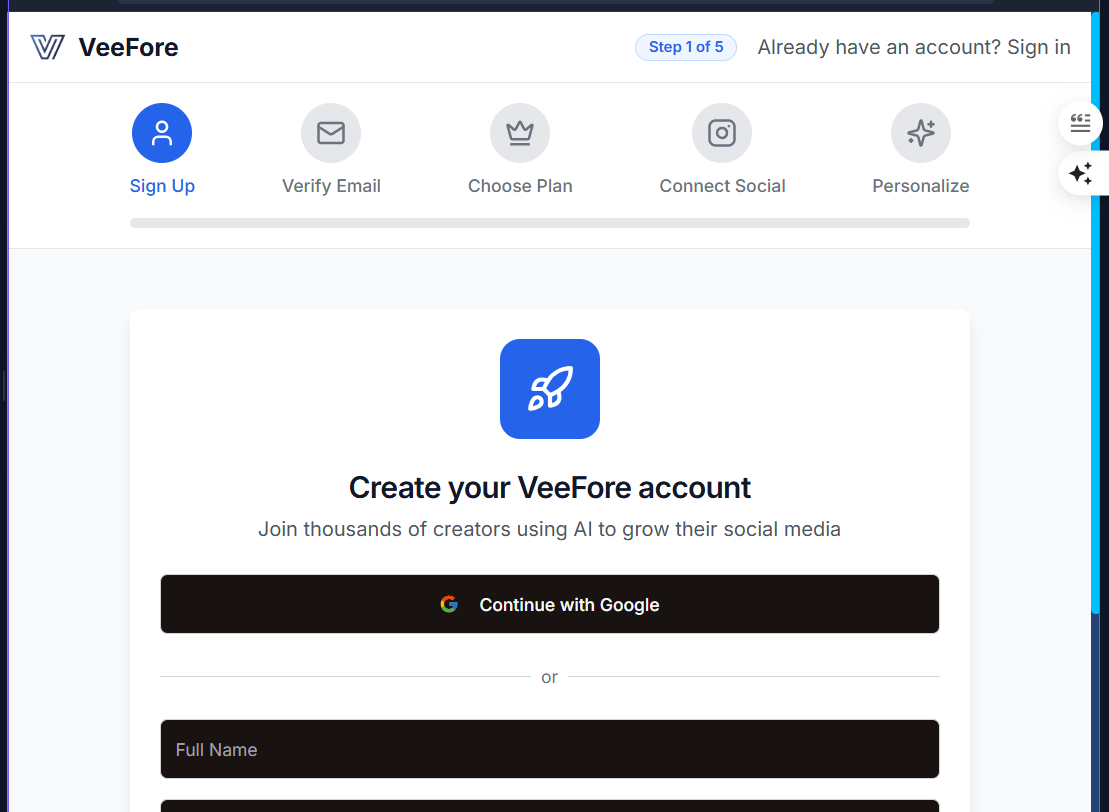 VeeFore
Step 1 of 5
Already have an account? Sign in
Sign Up
Verify Email
Choose Plan
Connect Social
Personalize
Create your VeeFore account
Join thousands of creators using AI to grow their social media
Continue with Google
or
Full Name